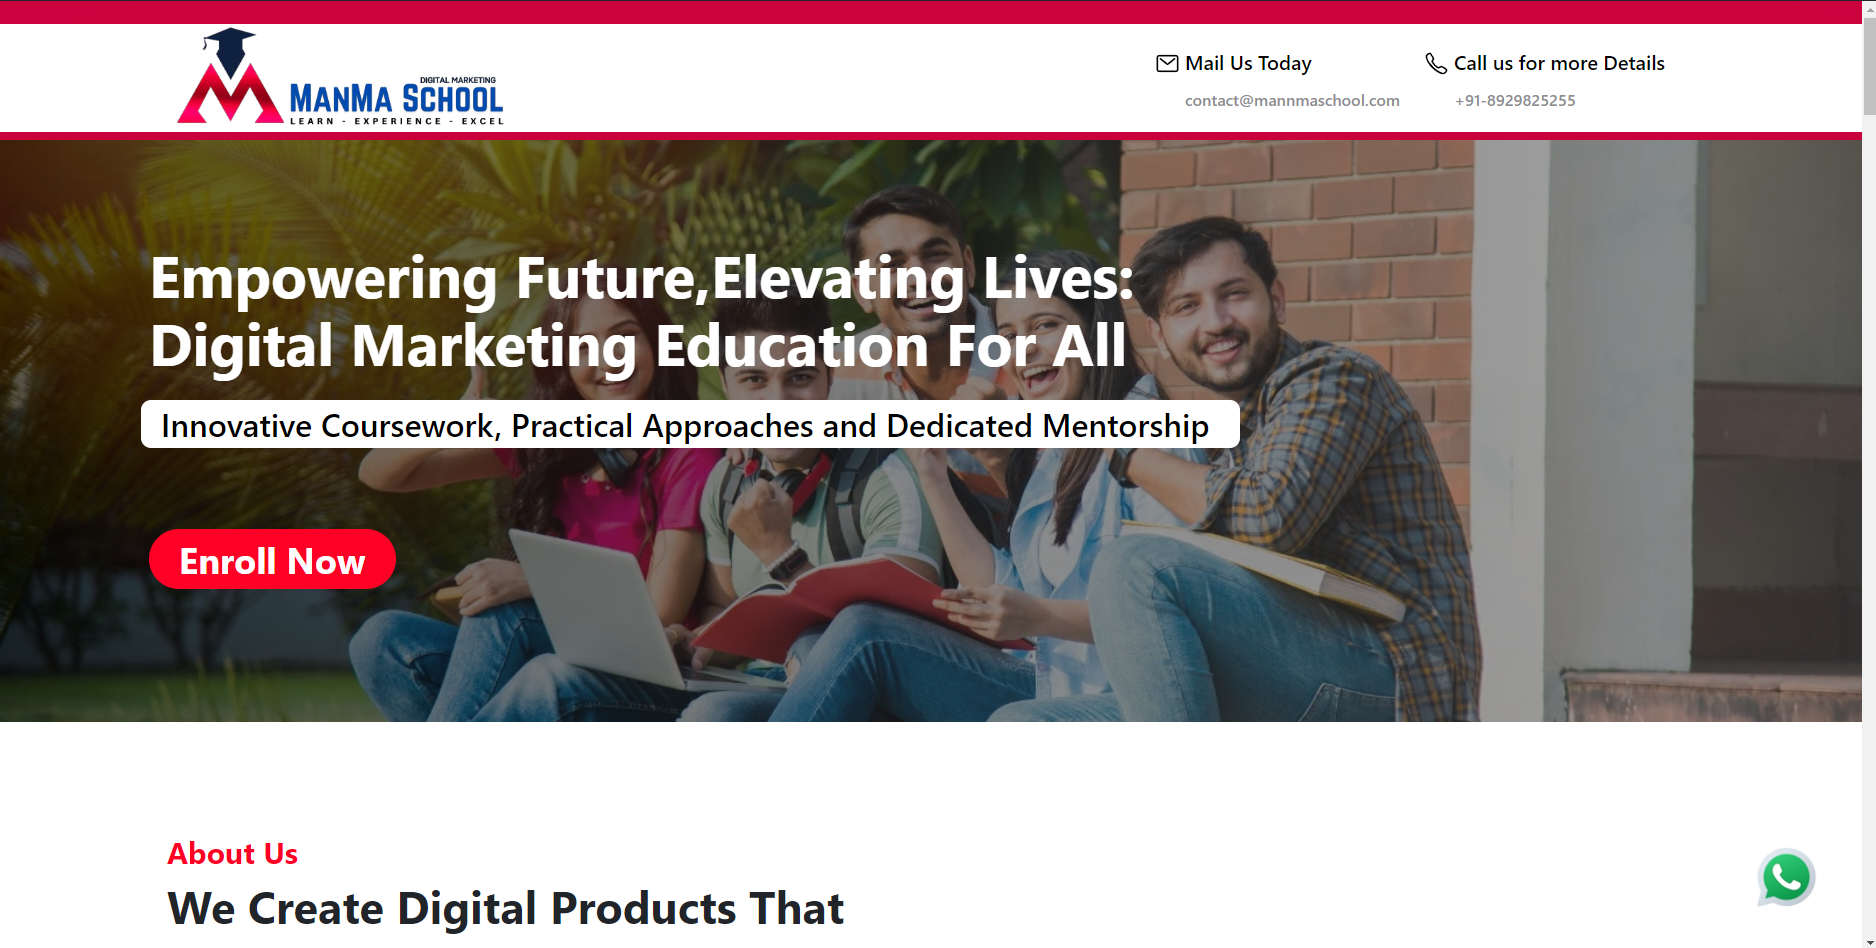 DIGITAL MARKETING
MANMA SCHOOL
LEARN - EXPERIENCE - EXCEL
Mail Us Today
contact@mannmaschool.com
Call us for more Details
+91-8929825255
Empowering Future,Elevating Lives:
Digital Marketing Education For All
Innovative Coursework, Practical Approaches and Dedicated Mentorship
Enroll Now
About Us
We Create Digital Products That